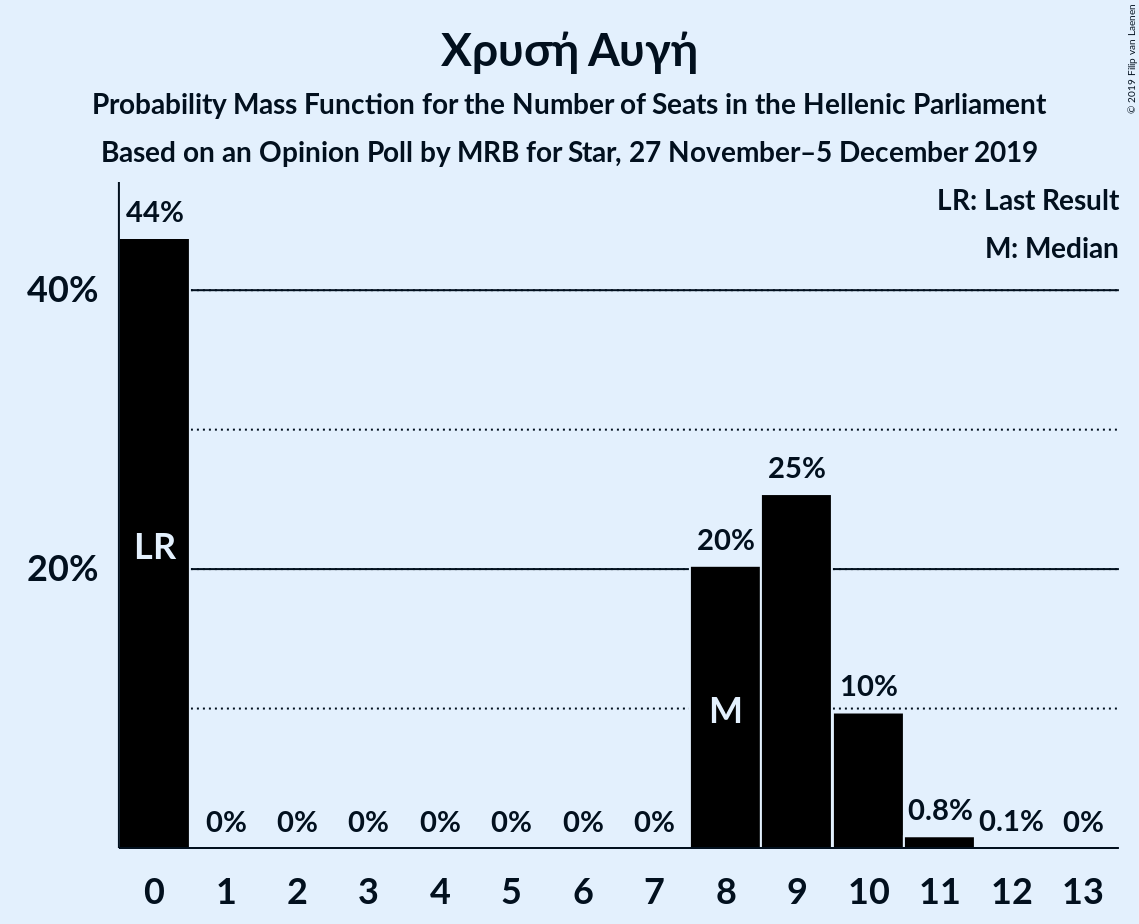 Χρυσή Αυγή
Probability Mass Function for the Number of Seats in the Hellenic Parliament
Based on an Opinion Poll by MRB for Star, 27 November–5 December 2019
© 2019 Filip van Laenen
LR: Last Result
M: Median
44%
40%
25%
20%
LR
20%
M
10%
0% 0% 0% 0% 0% 0% 0% 0.8% 0.1% 0%
0 1 2 3 4 5 6 7 8 9 10 11 12 13